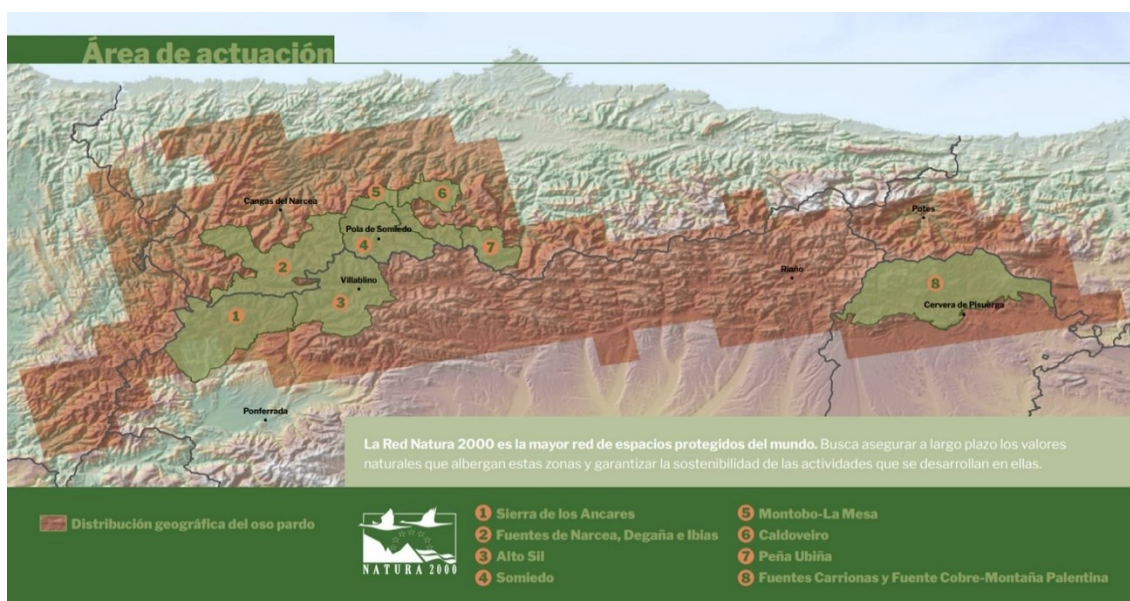 Área de actuación
5
6
Cangas del Narcea
Pola de Somiedo
4
7
2
Potes
Riaño
Villablino
3
8
1
Cervera de Pisuerga
Ponferrada
La Red Natura 2000 es la mayor red de espacios protegidos del mundo. Busca asegurar a largo plazo los valores
naturales que albergan estas zonas y garantizar la sostenibilidad de las actividades que se desarrollan en ellas.
Distribución geográfica del oso pardo
NATURA 2000
1 Sierra de los Ancares
2 Fuentes de Narcea, Degaña e Ibias
3 Alto Sil
4 Somiedo
5 Montobo-La Mesa
6 Caldoveiro
7 Peña Ubiña
8 Fuentes Carrionas y Fuente Cobre-Montaña Palentina